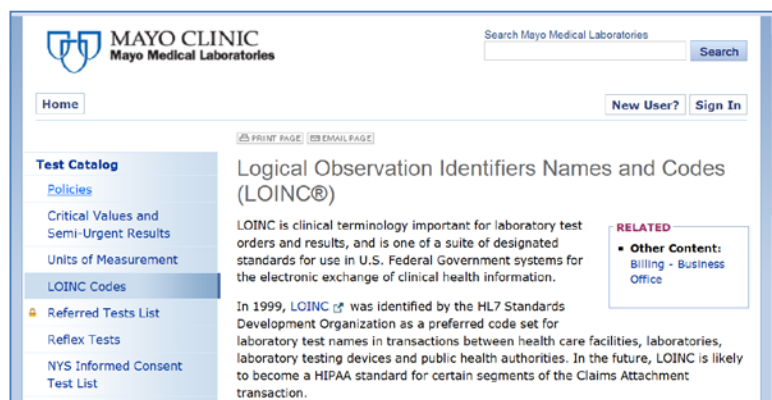 MAYO CLINIC
Mayo Medical Laboratories
Search Mayo Medical Laboratories
Search
Home
New User?
Sign In
PRINT PAGE
EMAIL PAGE
Test Catalog
Policies
Critical Values and
Semi-Urgent Results
Units of Measurement
LOINC Codes
Referred Tests List
Reflex Tests
NYS Informed Consent
Test List
Logical Observation Identifiers Names and Codes
(LOINC®)
LOINC is clinical terminology important for laboratory test
orders and results, and is one of a suite of designated
standards for use in U.S. Federal Government systems for
the electronic exchange of clinical health information.
In 1999, LOINC was identified by the HL7 Standards
Development Organization as a preferred code set for
laboratory test names in transactions between health care facilities, laboratories,
laboratory testing devices and public health authorities. In the future, LOINC is likely
to become a HIPAA standard for certain segments of the Claims Attachment
transaction.
RELATED
▪ Other Content:
Billing - Business
Office